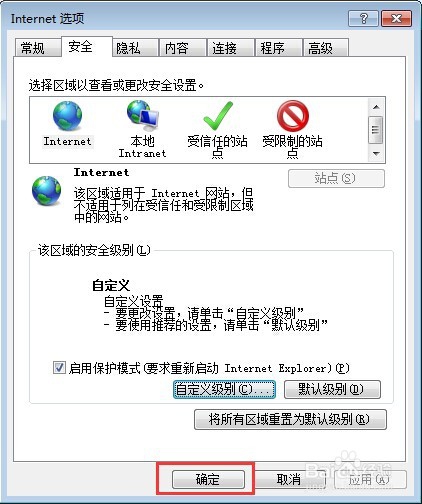 Internet 选项
常规 安全 隐私 内容 连接 程序 高级
选择区域以查看或更改安全设置。
Internet
本地
Intranet
受信任的站
点
受限制的站
点
Internet
该区域适用于 Internet 网站，但
不适用于列在受信任和受限制区域
中的网站。
站点(S)
该区域的安全级别(L)
自定义
自定义设置
- 要更改设置，请单击“自定义级别”
- 要使用推荐的设置，请单击“默认级别”
启用保护模式(要求重新启动 Internet Explorer)(P)
自定义级别(C)... 默认级别(D)
将所有区域重置为默认级别(R)
确定 取消 应用(A)